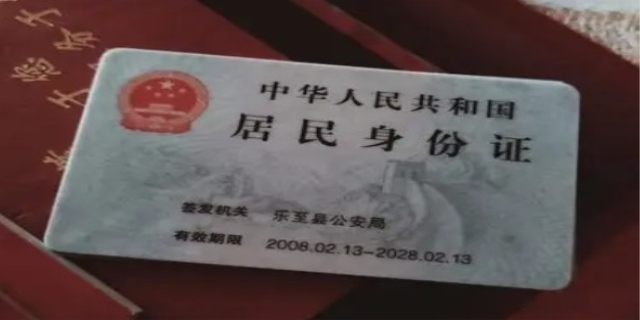 中华人民共和国
居民身份证
签发机关 乐至县公安局
有效期限 2008.02.13-2028.02.13